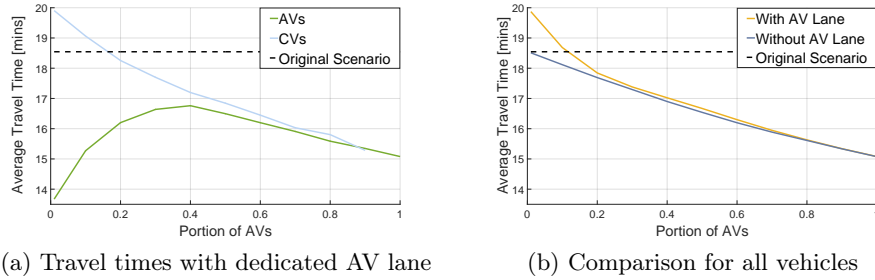 Average Travel Time [mins]
20
19
18
17
16
15
14
0
0.2
0.4
0.6
0.8
1
Portion of AVs
AVs
CVs
Original Scenario
(a) Travel times with dedicated AV lane
Average Travel Time [mins]
20
19
18
17
16
15
14
0
0.2
0.4
0.6
0.8
1
Portion of AVs
With AV Lane
Without AV Lane
Original Scenario
(b) Comparison for all vehicles